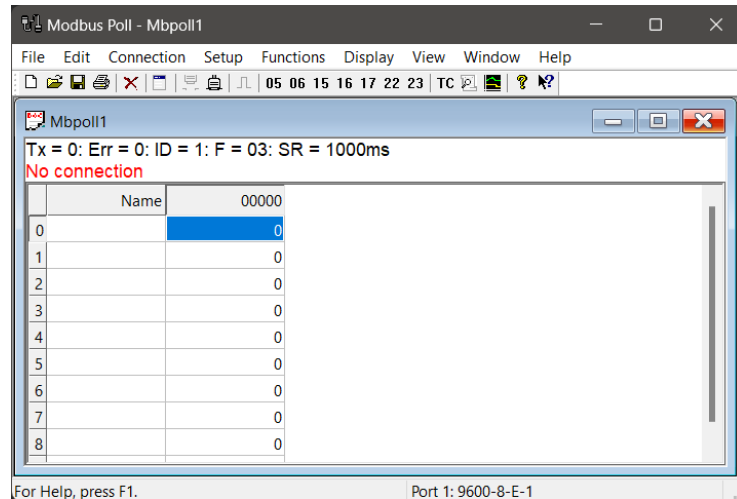 Modbus Poll - Mbpoll1
File Edit Connection Setup Functions Display View Window Help
05 06 15 16 17 22 23 TC
Mbpoll1
Tx = 0: Err = 0: ID = 1: F = 03: SR = 1000ms
No connection
Name 00000
0 0
1 0
2 0
3 0
4 0
5 0
6 0
7 0
8 0
For Help, press F1. Port 1: 9600-8-E-1